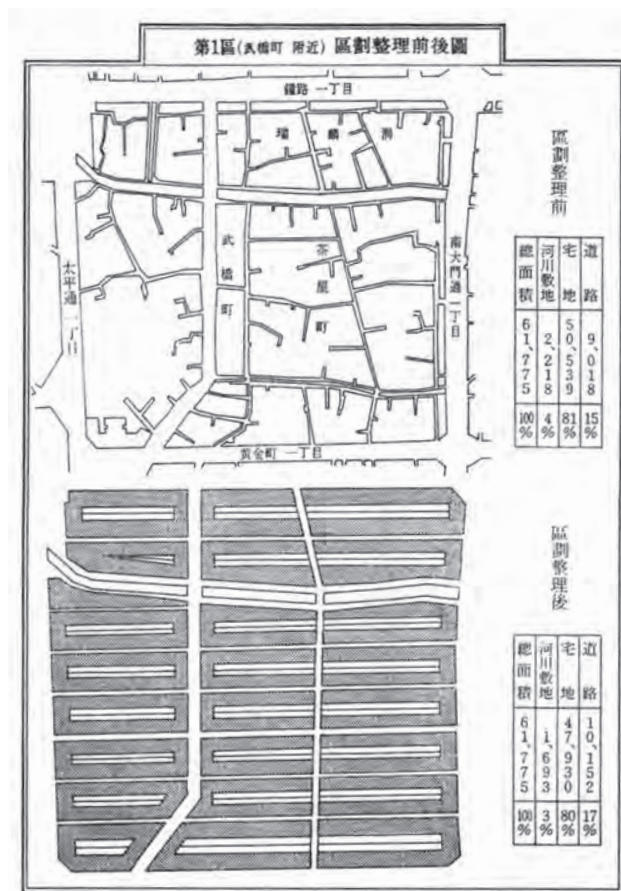 第1區(武橋町 附近) 區劃整理前後圖
鐘路 一丁目
瑞麟洞
武橋町
茶屋町
太平通 一丁目
南大門通 一丁目
黃金町 一丁目
區劃整理前
道路 9,018 15%
宅地 50,539 81%
河川敷地 2,218 4%
總面積 61,775 100%
區劃整理後
道路 10,152 17%
宅地 47,930 80%
河川敷地 1,693 3%
總面積 61,775 100%